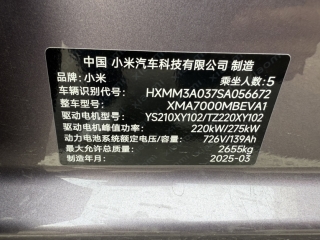 中国 小米汽车科技有限公司 制造
品牌：小米 乘坐人数：5
车辆识别代号：HXMM3A037SA056672
整车型号：XMA7000MBEVA1
驱动电机型号：YS210XY102/TZ220XY102
驱动电机峰值功率：220kW/275kW
动力电池系统额定电压/容量：726V/139Ah
最大允许总质量：2655kg
制造年月：2025-03